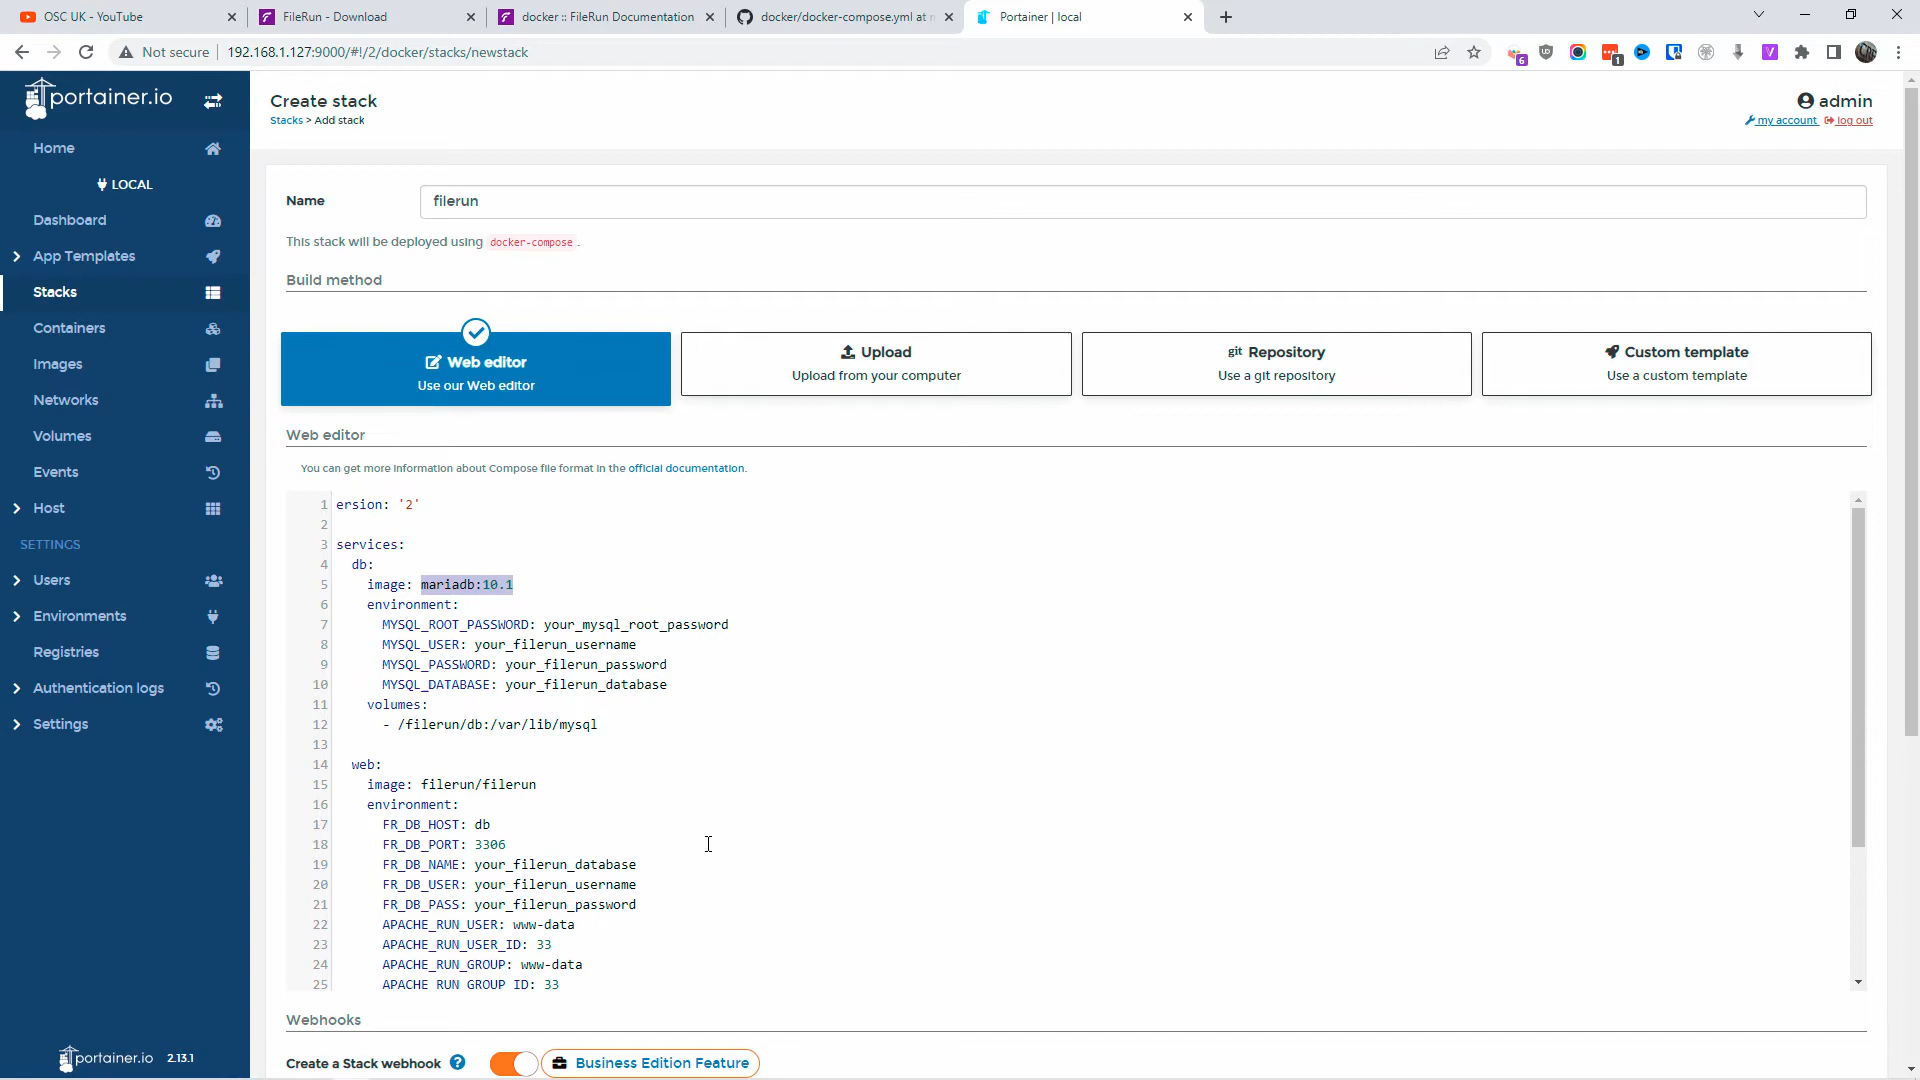 OSC UK - YouTube
FileRun - Download
docker :: FileRun Documentation
docker/docker-compose.yml at m
Portainer | local
Not secure
192.168.1.127:9000/#!/2/docker/stacks/newstack
6
1
portainer.io
Home
LOCAL
Dashboard
App Templates
Stacks
Containers
Images
Networks
Volumes
Events
Host
SETTINGS
Users
Environments
Registries
Authentication logs
Settings
portainer.io 2.13.1
Create stack
Stacks > Add stack
admin
my account log out
Name
filerun
This stack will be deployed using docker-compose.
Build method
Web editor
Use our Web editor
Upload
Upload from your computer
git Repository
Use a git repository
Custom template
Use a custom template
Web editor
You can get more information about Compose file format in the official documentation.
1 ersion: '2'
2
3 services:
4 db:
5 image: mariadb:10.1
6 environment:
7 MYSQL_ROOT_PASSWORD: your_mysql_root_password
8 MYSQL_USER: your_filerun_username
9 MYSQL_PASSWORD: your_filerun_password
10 MYSQL_DATABASE: your_filerun_database
11 volumes:
12 - /filerun/db:/var/lib/mysql
13
14 web:
15 image: filerun/filerun
16 environment:
17 FR_DB_HOST: db
18 FR_DB_PORT: 3306
19 FR_DB_NAME: your_filerun_database
20 FR_DB_USER: your_filerun_username
21 FR_DB_PASS: your_filerun_password
22 APACHE_RUN_USER: www-data
23 APACHE_RUN_USER_ID: 33
24 APACHE_RUN_GROUP: www-data
25 APACHE_RUN_GROUP_ID: 33
Webhooks
Create a Stack webhook
Business Edition Feature